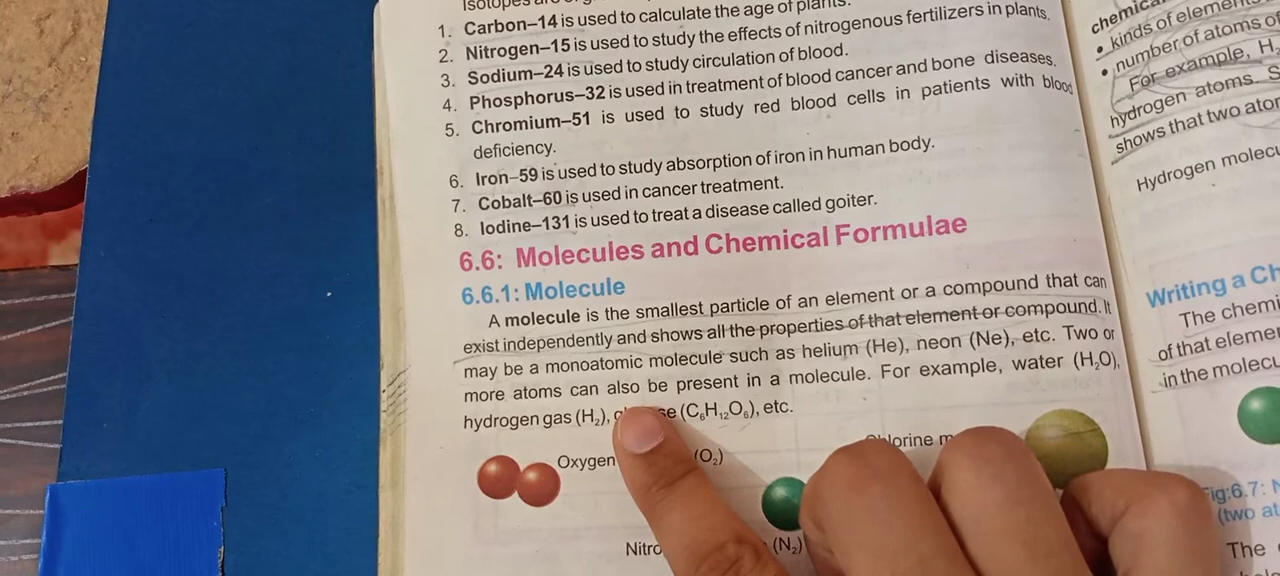 Isotopes
1. Carbon–14 is used to calculate the age of plants.
2. Nitrogen–15 is used to study the effects of nitrogenous fertilizers in plants.
3. Sodium–24 is used to study circulation of blood.
4. Phosphorus–32 is used in treatment of blood cancer and bone diseases.
5. Chromium–51 is used to study red blood cells in patients with blood
deficiency.
6. Iron–59 is used to study absorption of iron in human body.
7. Cobalt–60 is used in cancer treatment.
8. Iodine–131 is used to treat a disease called goiter.
6.6: Molecules and Chemical Formulae
6.6.1: Molecule
A molecule is the smallest particle of an element or a compound that can
exist independently and shows all the properties of that element or compound. It
may be a monoatomic molecule such as helium (He), neon (Ne), etc. Two or
more atoms can also be present in a molecule. For example, water (H₂O),
hydrogen gas (H₂), (C₆H₁₂O₆), etc.
Oxygen (O₂)
(N₂)
chemical
• kinds of
• number of atoms of
For example,
hydrogen atoms.
shows that two
Hydrogen
Writing a
The
of that
in the
(two
The